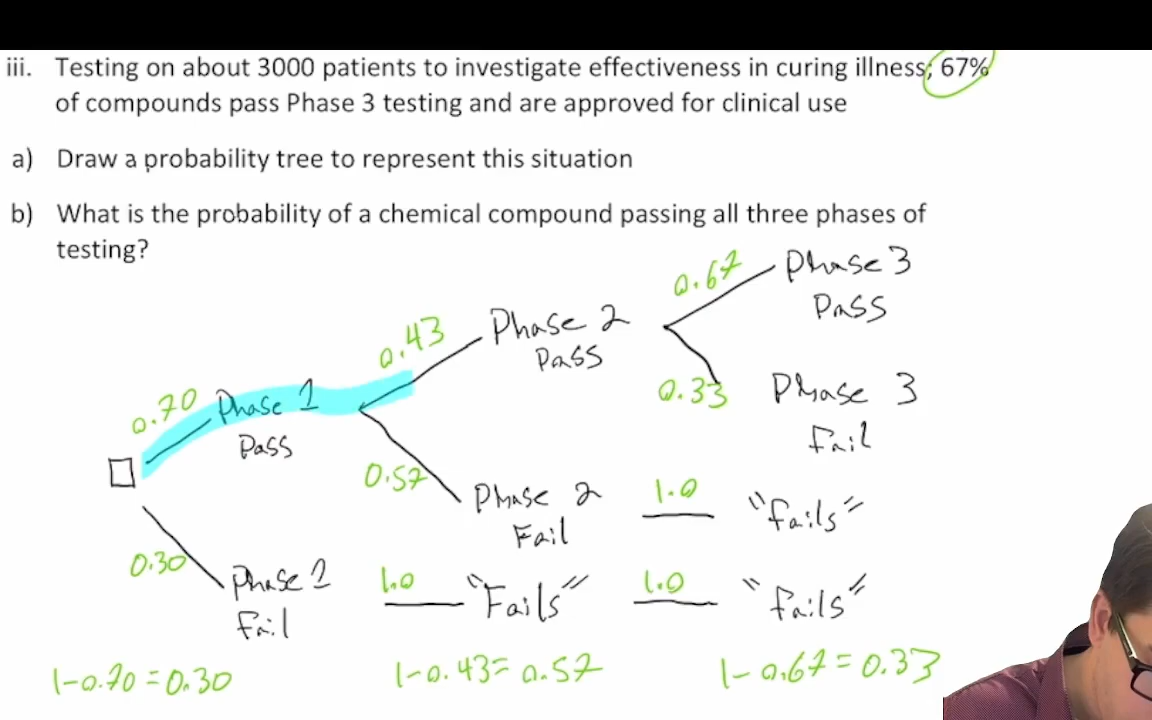 iii. Testing on about 3000 patients to investigate effectiveness in curing illness; 67%
of compounds pass Phase 3 testing and are approved for clinical use
a) Draw a probability tree to represent this situation
b) What is the probability of a chemical compound passing all three phases of
testing?
0.67 Phase 3
Pass
0.43 Phase 2
Pass
0.70 Phase 1
Pass
0.33 Phase 3
Fail
0.57 Phase 2
Fail
1.0 "Fails"
0.30 Phase 1
Fail
1.0 "Fails" 1.0 "Fails"
1-0.70 = 0.30 1-0.43 = 0.57 1-0.67 = 0.33